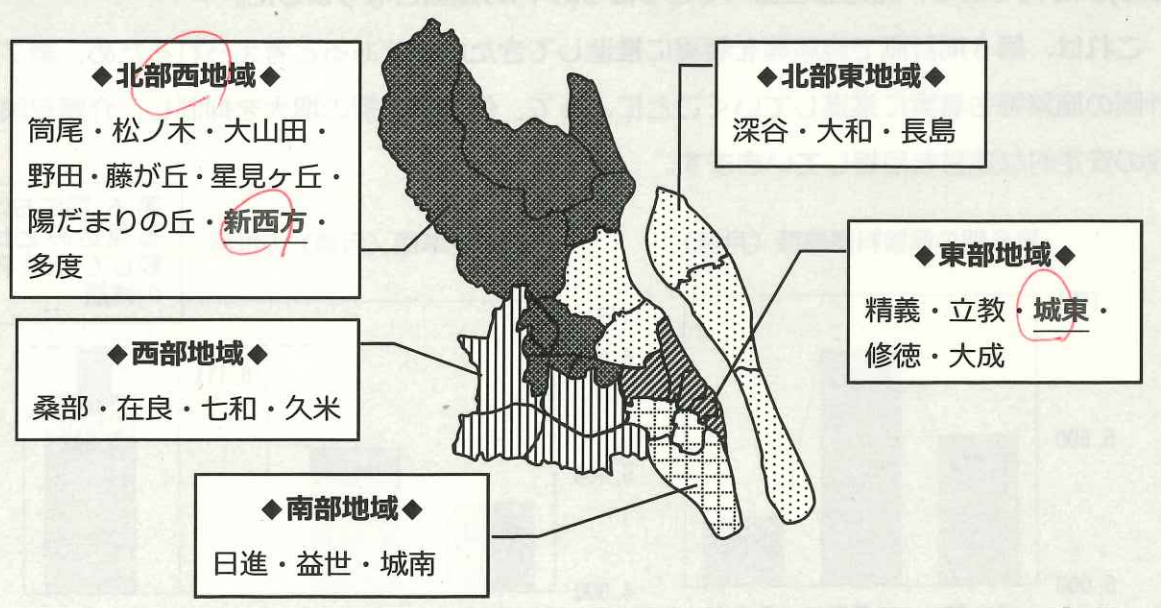 ◆北部西地域◆
筒尾・松ノ木・大山田・
野田・藤が丘・星見ヶ丘・
陽だまりの丘・新西方・
多度
◆北部東地域◆
深谷・大和・長島
◆東部地域◆
精義・立教・城東・
修徳・大成
◆西部地域◆
桑部・在良・七和・久米
◆南部地域◆
日進・益世・城南